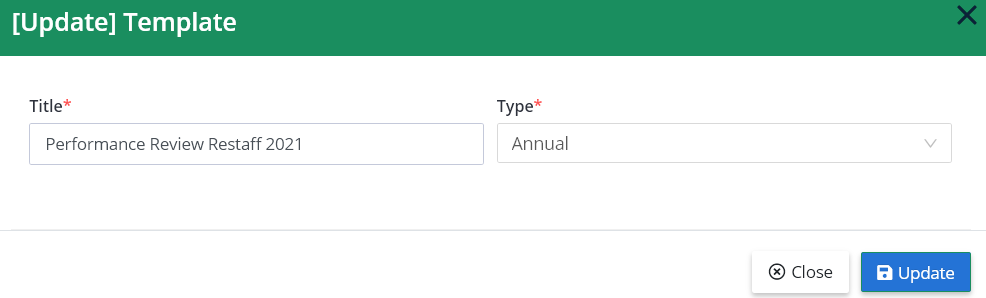 [Update] Template
Title* Type*
Performance Review Restaff 2021 Annual
Close Update